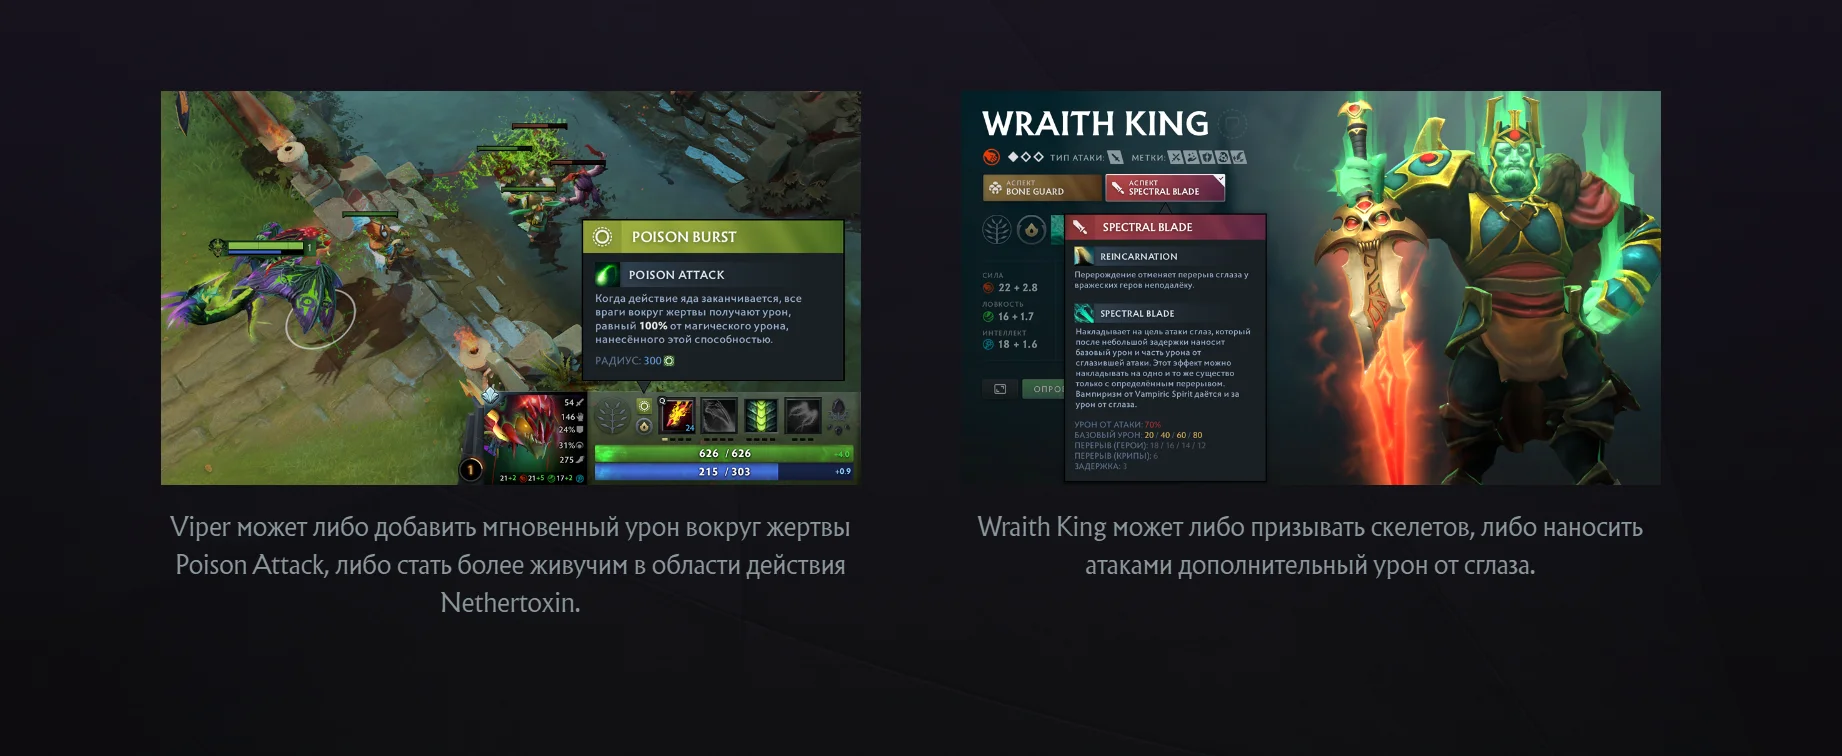 POISON BURST
POISON ATTACK
Когда действие яда заканчивается, все
враги вокруг жертвы получают урон,
равный 100% от магического урона,
нанесённого этой способностью.
РАДИУС: 300
1
54
146
24%
31%
275
1
21+2 21+5 17+2
Q
24
626 / 626
+4.0
215 / 303
+0.9
Viper может либо добавить мгновенный урон вокруг жертвы
Poison Attack, либо стать более живучим в области действия
Nethertoxin.
WRAITH KING
ТИП АТАКИ: МЕТКИ:
АСПЕКТ
BONE GUARD
АСПЕКТ
SPECTRAL BLADE
СИЛА
22 + 2.8
ЛОВКОСТЬ
16 + 1.7
ИНТЕЛЛЕКТ
18 + 1.6
ОПРО
SPECTRAL BLADE
REINCARNATION
Перерождение отменяет перерыв сглаза у
вражеских геров неподалёку.
SPECTRAL BLADE
Накладывает на цель атаки сглаз, который
после небольшой задержки наносит
базовый урон и часть урона от
сглазившей атаки. Этот эффект можно
накладывать на одно и то же существо
только с определённым перерывом.
Вампиризм от Vampiric Spirit даётся и за
урон от сглаза.
УРОН ОТ АТАКИ: 70%
БАЗОВЫЙ УРОН: 20 / 40 / 60 / 80
ПЕРЕРЫВ (ГЕРОИ): 18 / 16 / 14 / 12
ПЕРЕРЫВ (КРИПЫ): 6
ЗАДЕРЖКА: 3
Wraith King может либо призывать скелетов, либо наносить
атаками дополнительный урон от сглаза.